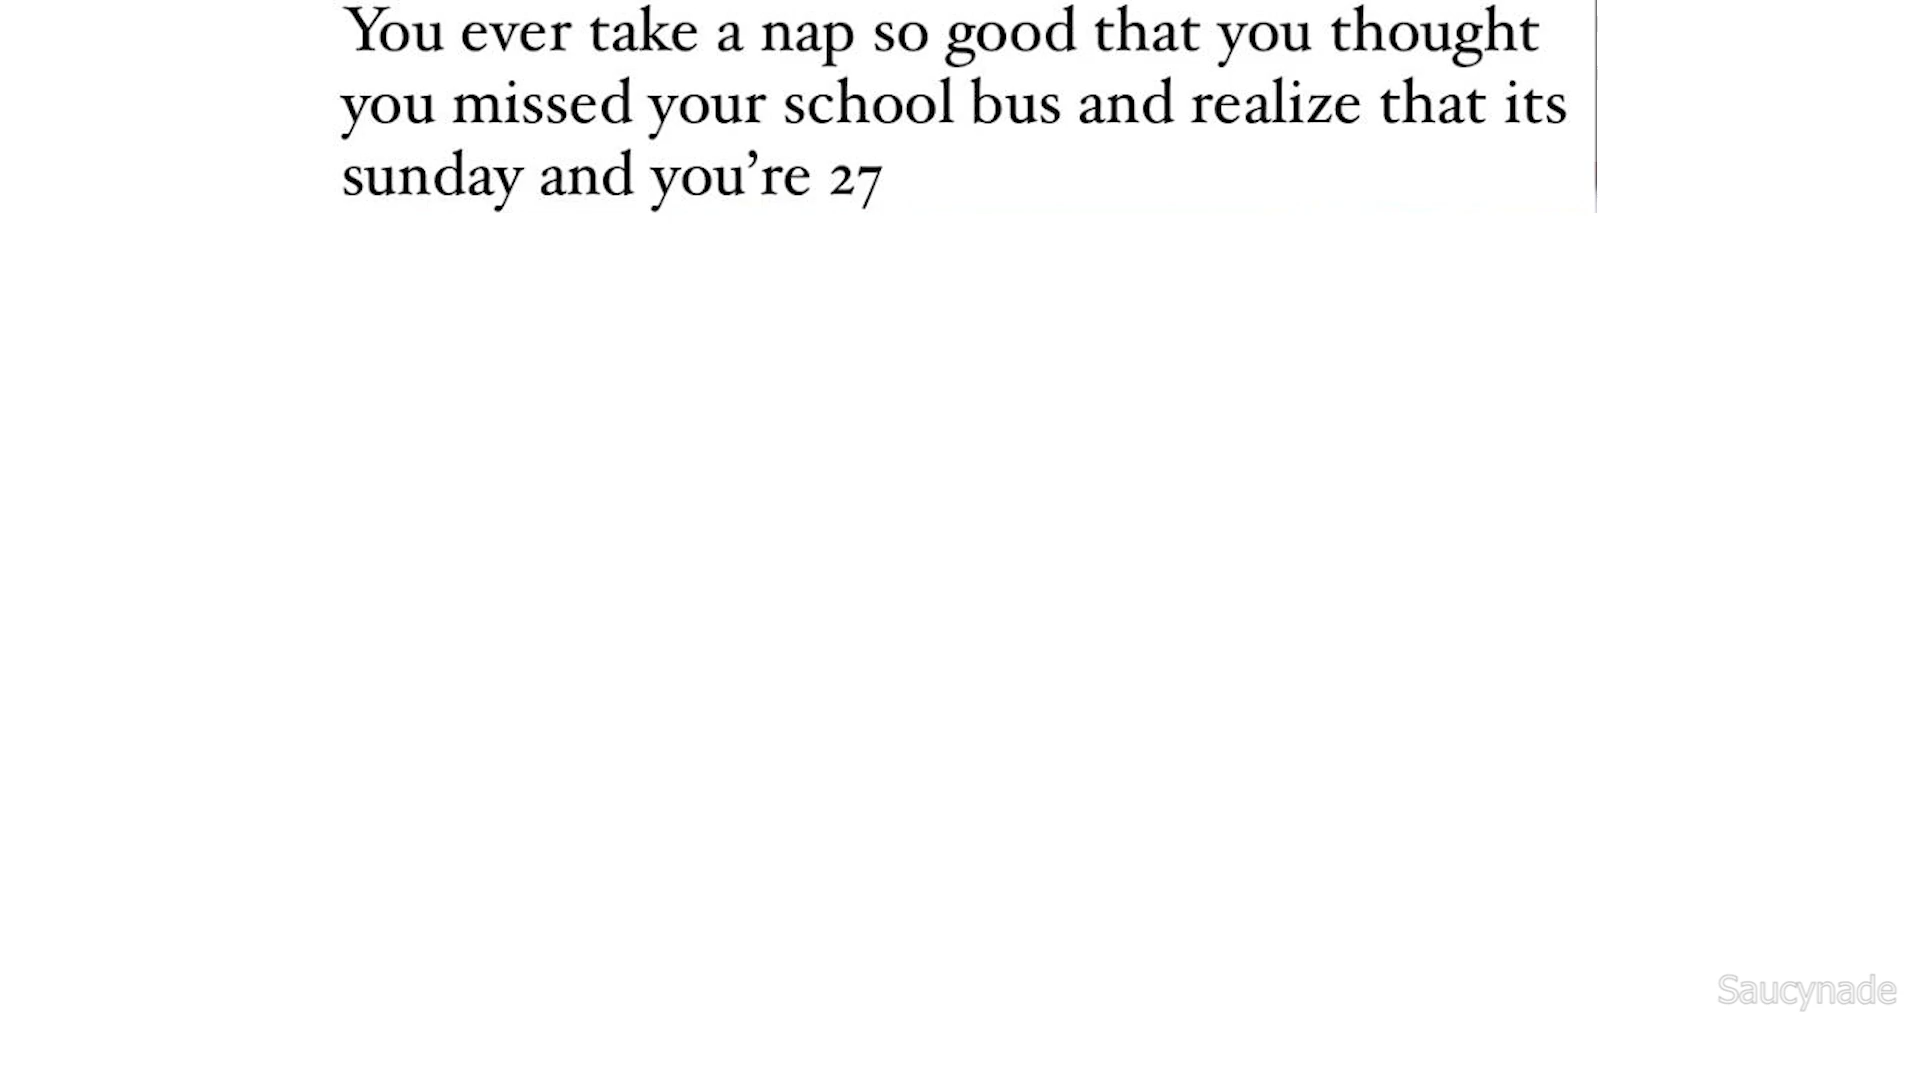 You ever take a nap so good that you thought
you missed your school bus and realize that its
sunday and you’re 27
Saucynade